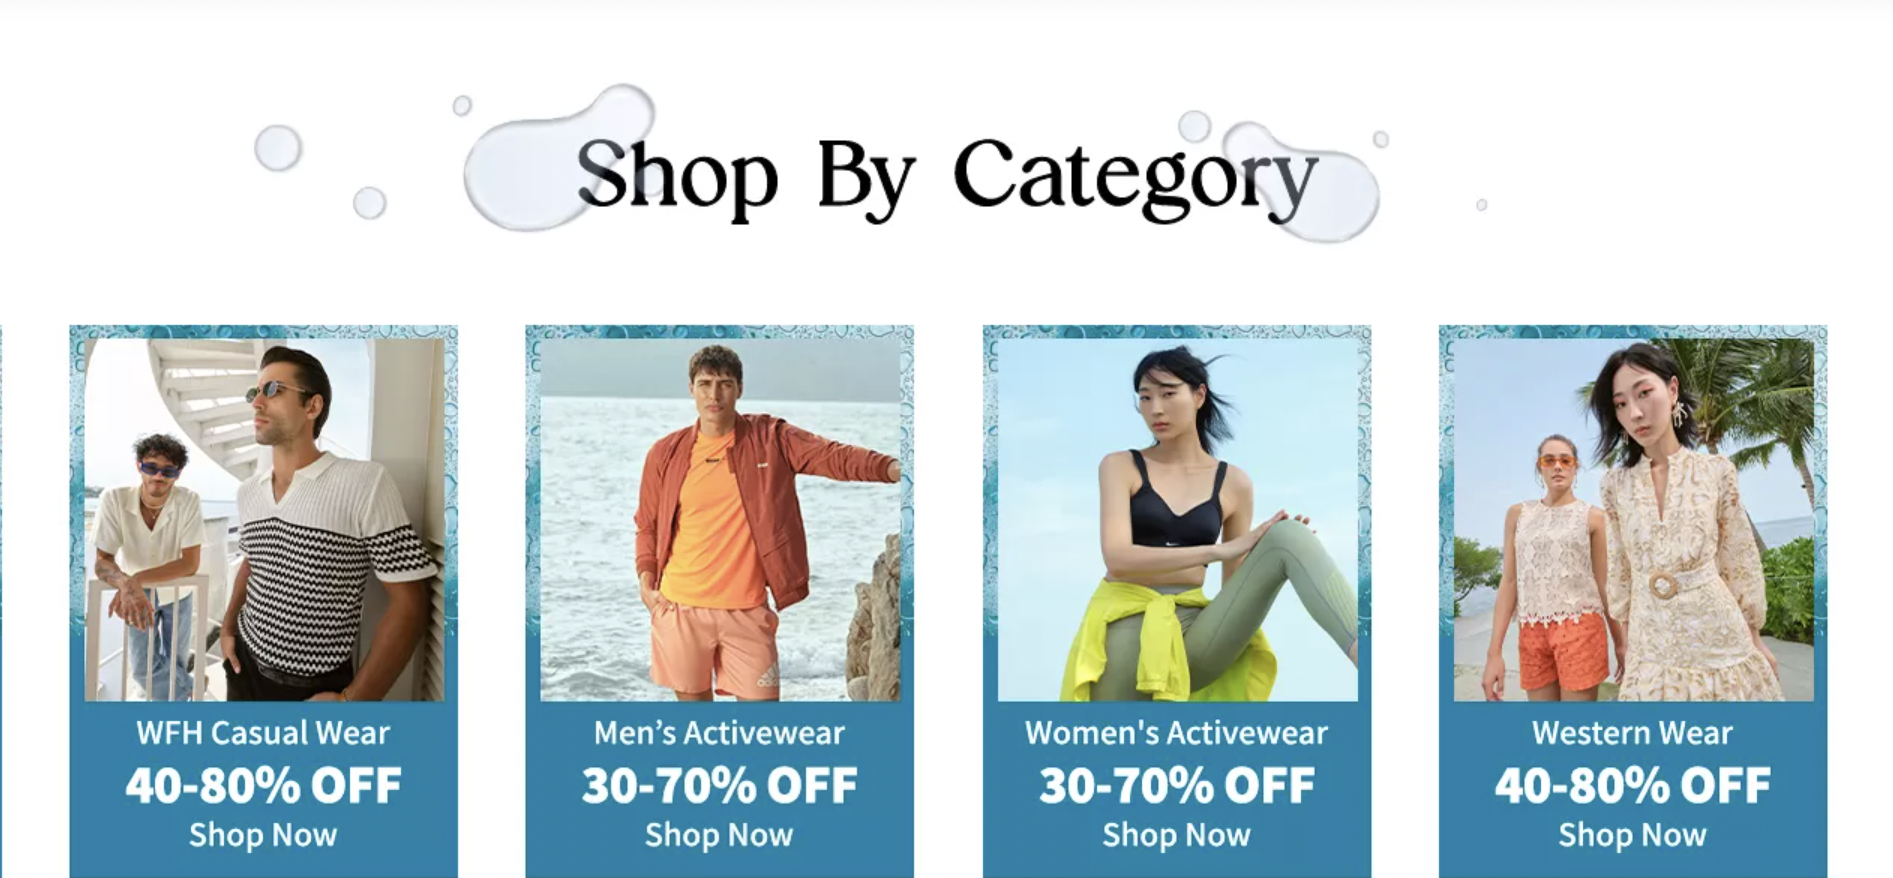 Shop By Category
WFH Casual Wear
40-80% OFF
Shop Now
Men’s Activewear
30-70% OFF
Shop Now
Women's Activewear
30-70% OFF
Shop Now
Western Wear
40-80% OFF
Shop Now